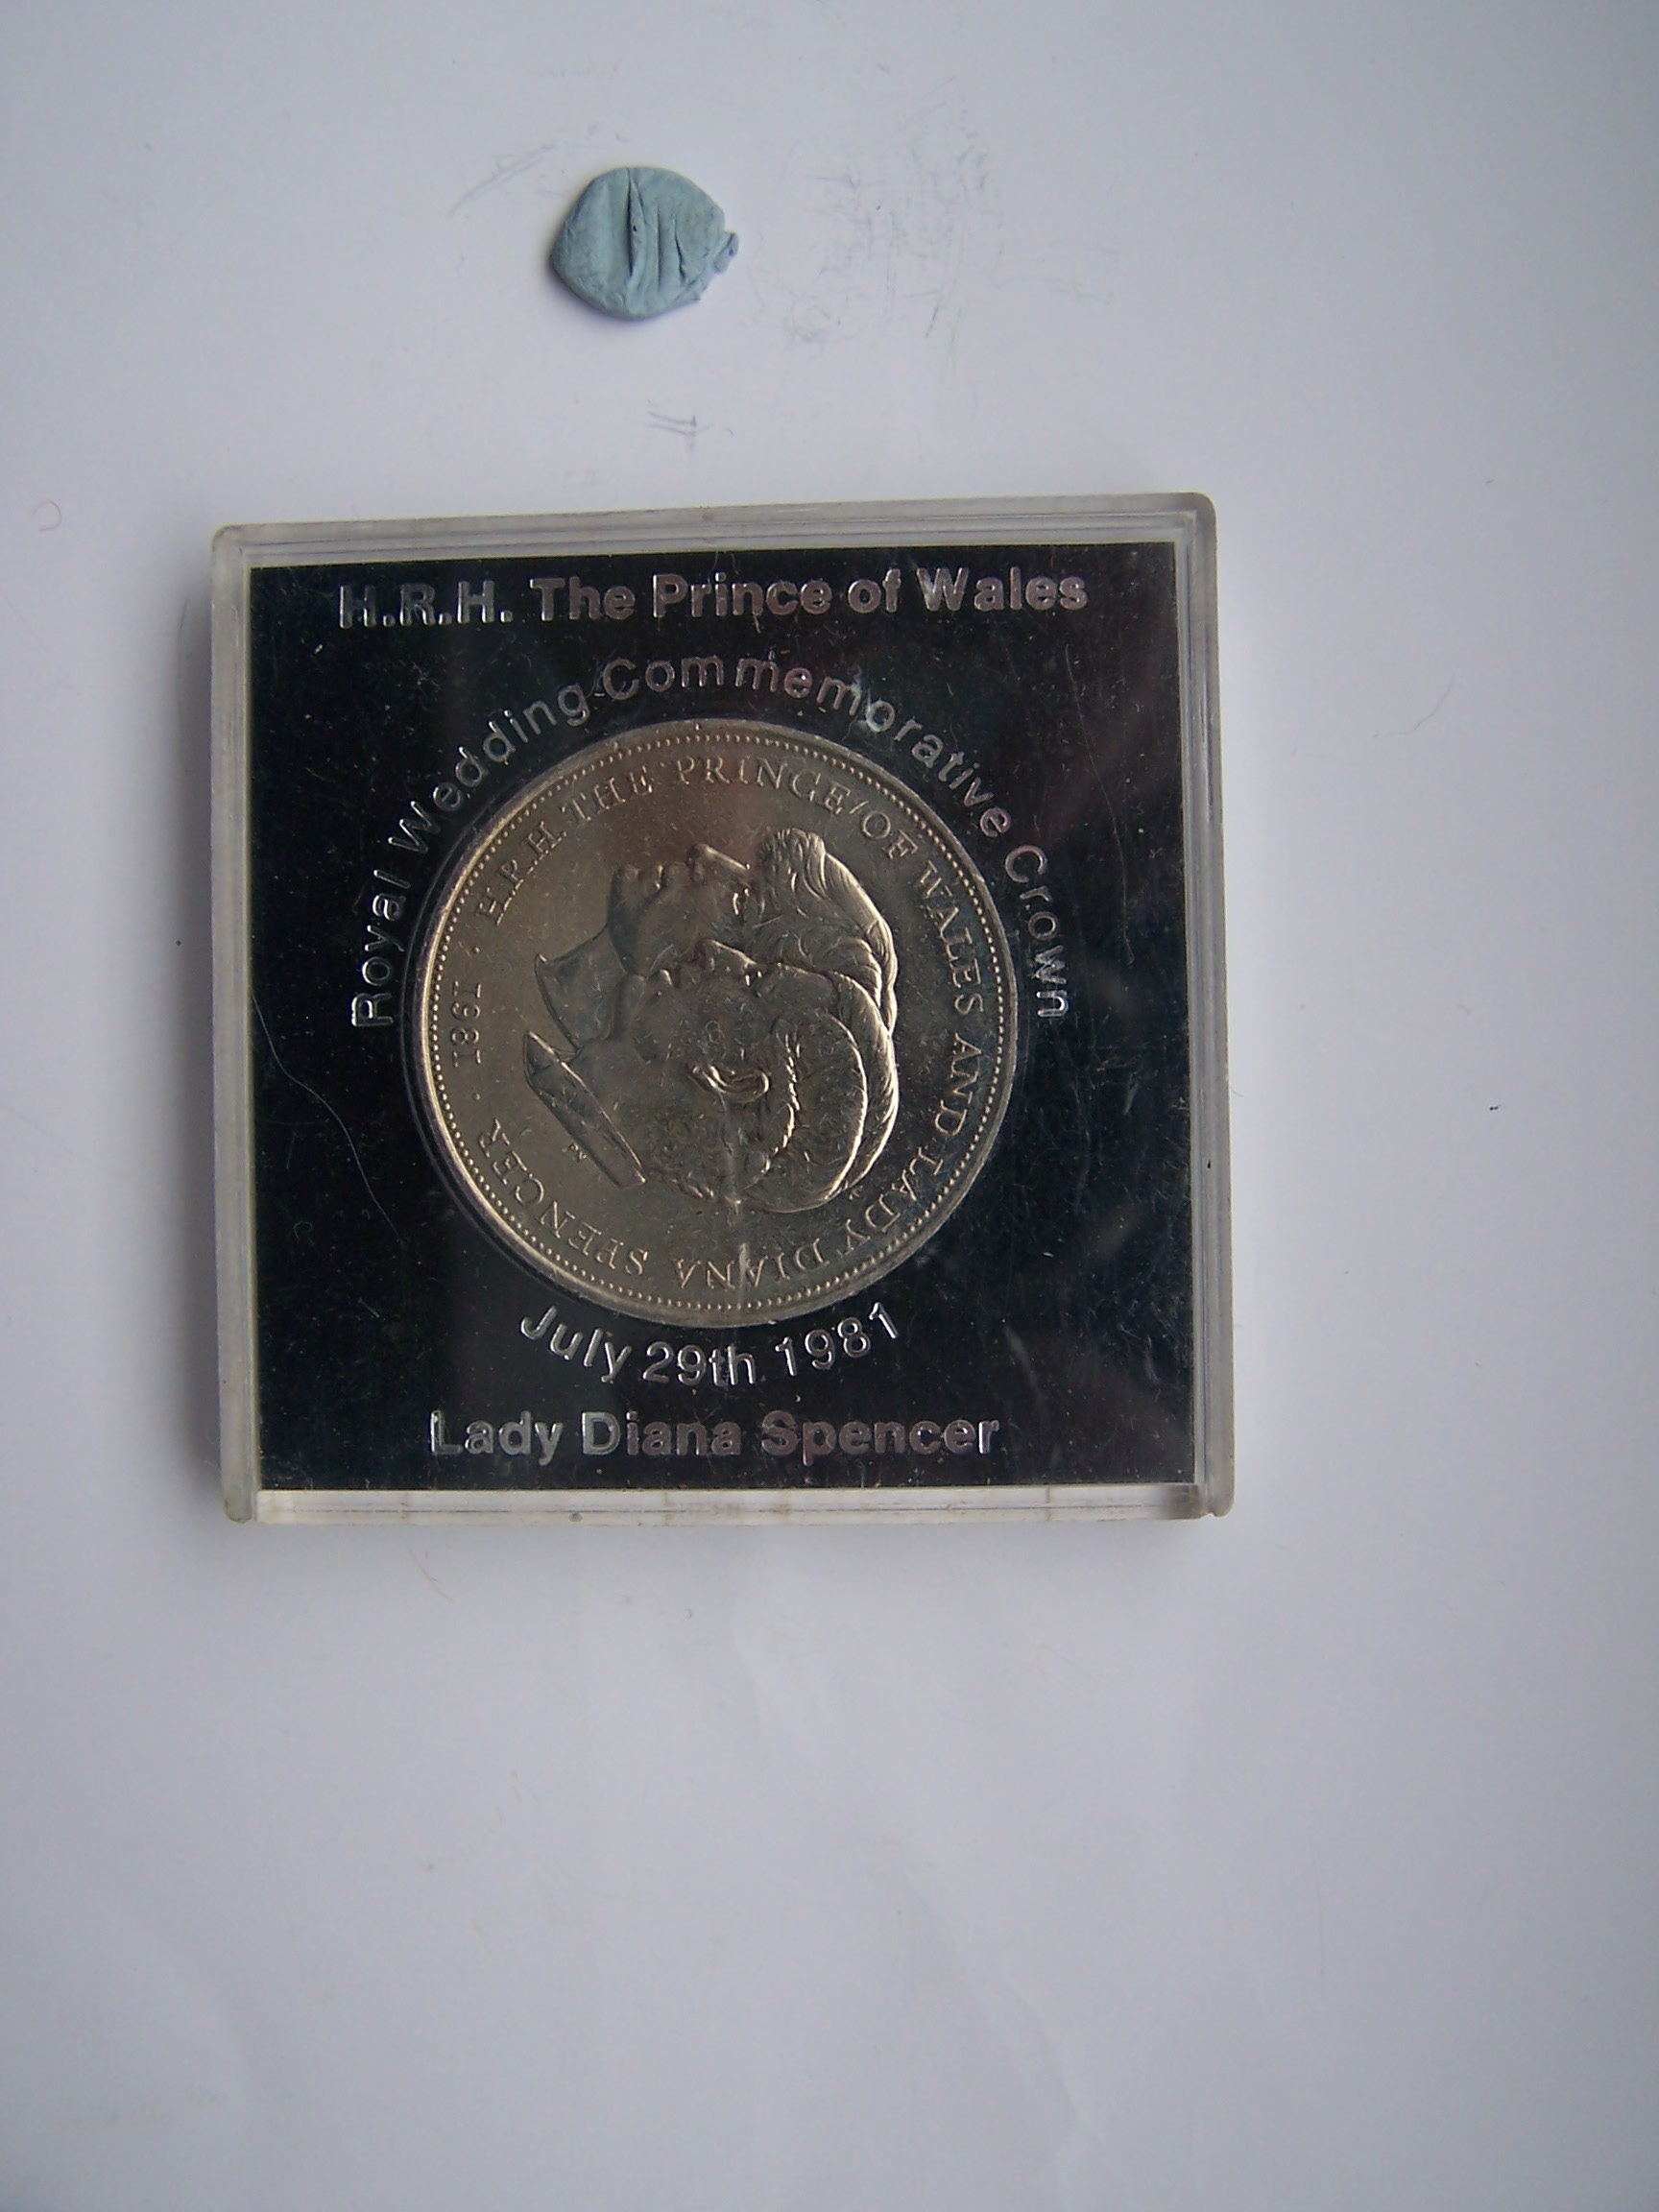 H.R.H. The Prince of Wales
Royal Wedding Commemorative Crown
H.R.H. THE PRINCE OF WALES AND LADY DIANA SPENCER · 1981 ·
July 29th 1981
Lady Diana Spencer